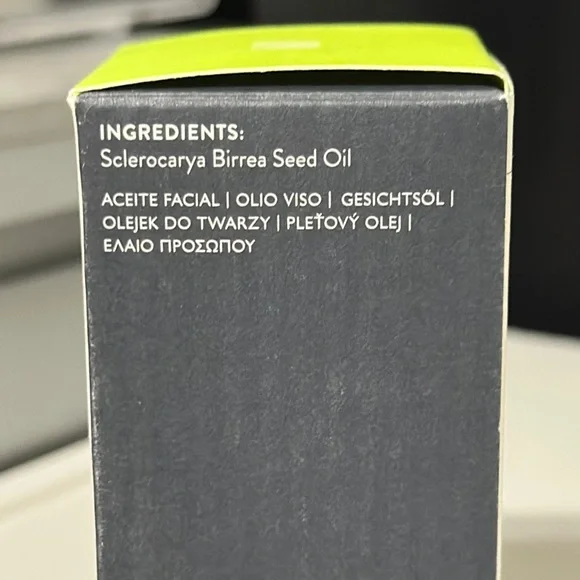 INGREDIENTS:
Sclerocarya Birrea Seed Oil
ACEITE FACIAL | OLIO VISO | GESICHTSÖL |
OLEJEK DO TWARZY | PLEŤOVÝ OLEJ |
ΕΛΑΙΟ ΠΡΟΣΩΠΟΥ